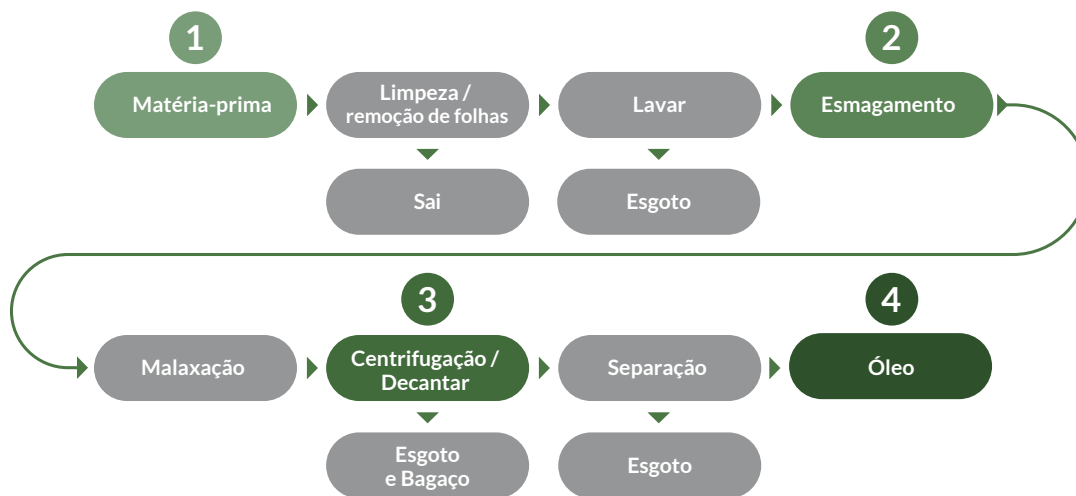 1
2
Matéria-prima
Limpeza /
remoção de folhas
Lavar
Esmagamento
Sai
Esgoto
3
4
Malaxação
Centrifugação /
Decantar
Separação
Óleo
Esgoto
e Bagaço
Esgoto